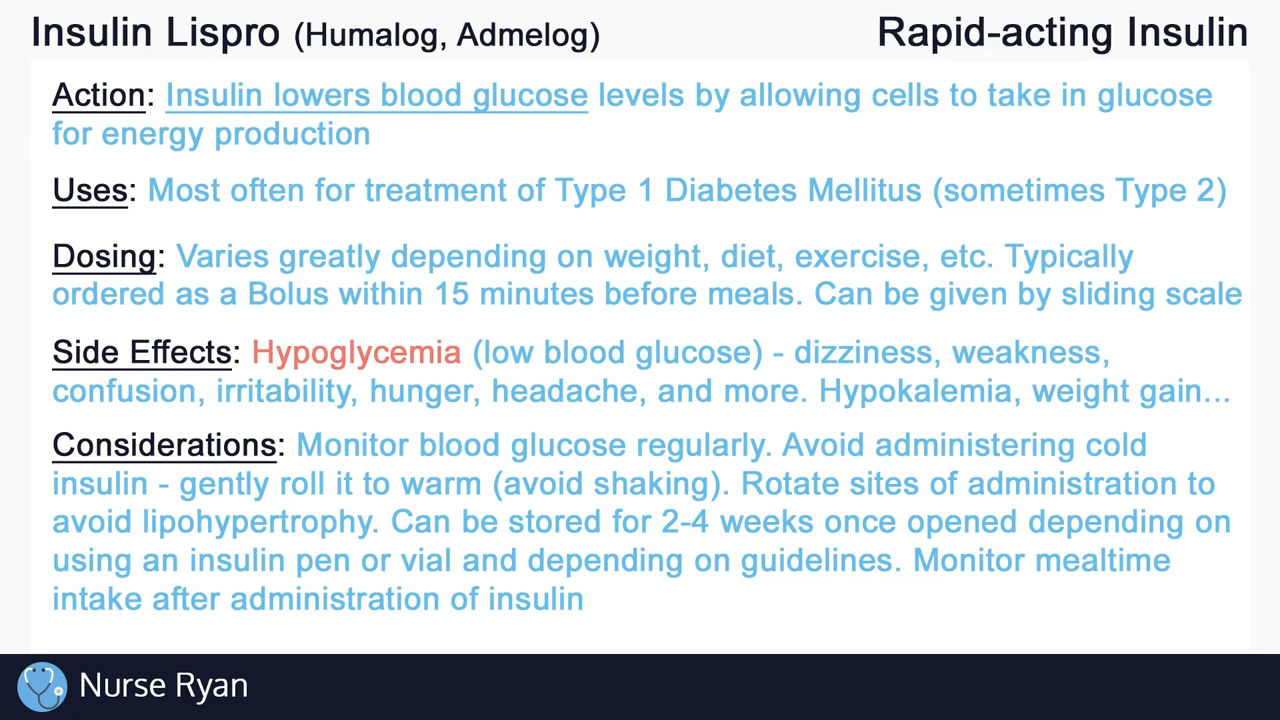 Insulin Lispro (Humalog, Admelog)
Rapid-acting Insulin
Action: Insulin lowers blood glucose levels by allowing cells to take in glucose
for energy production
Uses: Most often for treatment of Type 1 Diabetes Mellitus (sometimes Type 2)
Dosing: Varies greatly depending on weight, diet, exercise, etc. Typically
ordered as a Bolus within 15 minutes before meals. Can be given by sliding scale
Side Effects: Hypoglycemia (low blood glucose) - dizziness, weakness,
confusion, irritability, hunger, headache, and more. Hypokalemia, weight gain...
Considerations: Monitor blood glucose regularly. Avoid administering cold
insulin - gently roll it to warm (avoid shaking). Rotate sites of administration to
avoid lipohypertrophy. Can be stored for 2-4 weeks once opened depending on
using an insulin pen or vial and depending on guidelines. Monitor mealtime
intake after administration of insulin
Nurse Ryan